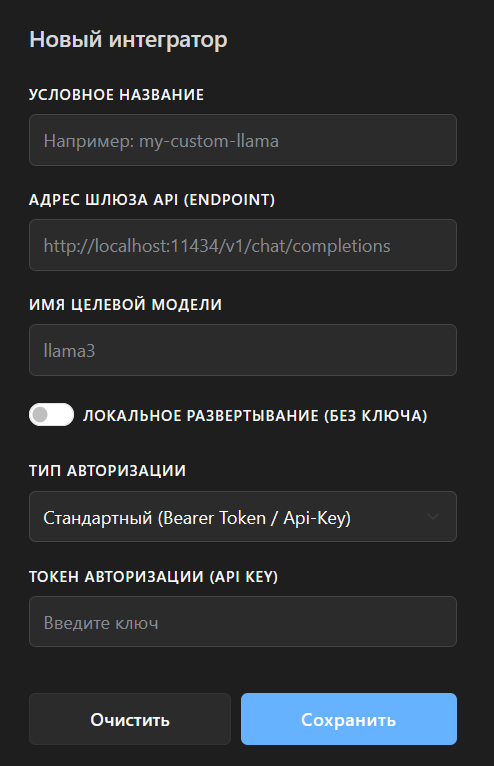 Новый интегратор
УСЛОВНОЕ НАЗВАНИЕ
Например: my-custom-llama
АДРЕС ШЛЮЗА API (ENDPOINT)
http://localhost:11434/v1/chat/completions
ИМЯ ЦЕЛЕВОЙ МОДЕЛИ
llama3
ЛОКАЛЬНОЕ РАЗВЕРТЫВАНИЕ (БЕЗ КЛЮЧА)
ТИП АВТОРИЗАЦИИ
Стандартный (Bearer Token / Api-Key)
ТОКЕН АВТОРИЗАЦИИ (API KEY)
Введите ключ
Очистить
Сохранить